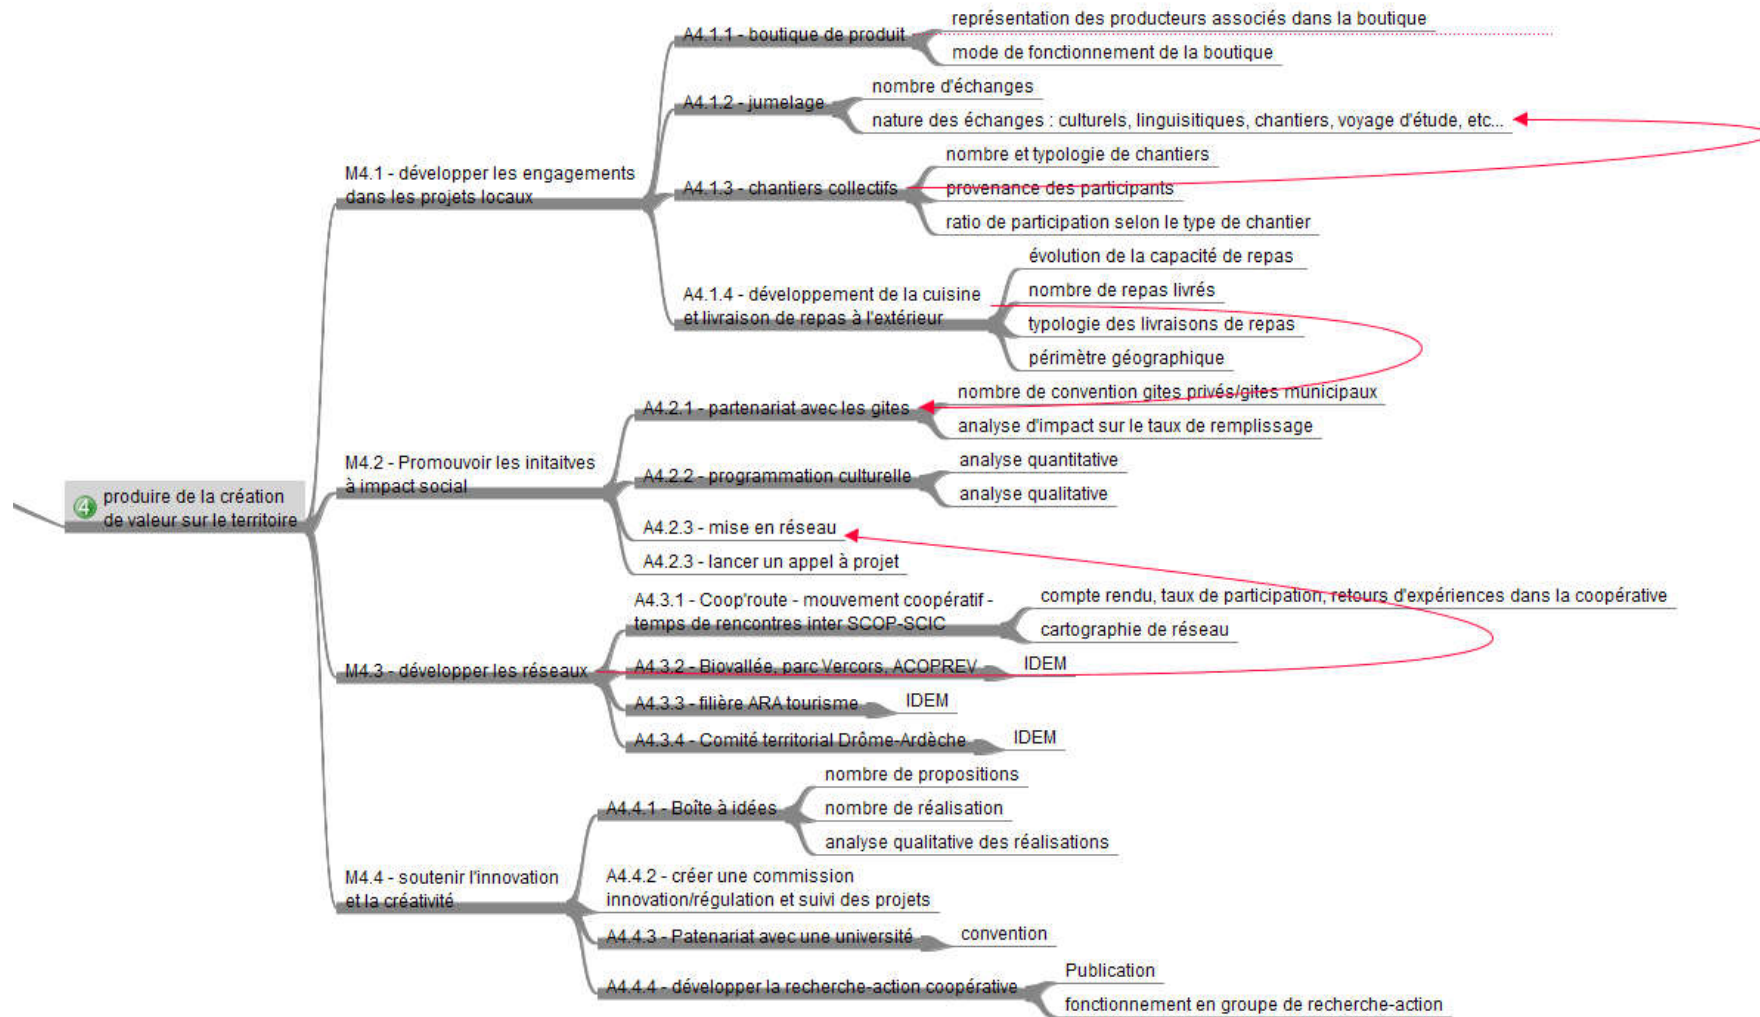 4
produire de la création
de valeur sur le territoire
M4.1 - développer les engagements
dans les projets locaux
A4.1.1 - boutique de produit
représentation des producteurs associés dans la boutique
mode de fonctionnement de la boutique
A4.1.2 - jumelage
nombre d'échanges
nature des échanges : culturels, linguisitiques, chantiers, voyage d'étude, etc...
A4.1.3 - chantiers collectifs
nombre et typologie de chantiers
provenance des participants
ratio de participation selon le type de chantier
A4.1.4 - développement de la cuisine
et livraison de repas à l'extérieur
évolution de la capacité de repas
nombre de repas livrés
typologie des livraisons de repas
périmètre géographique
M4.2 - Promouvoir les initaitves
à impact social
A4.2.1 - partenariat avec les gites
nombre de convention gites privés/gites municipaux
analyse d'impact sur le taux de remplissage
A4.2.2 - programmation culturelle
analyse quantitative
analyse qualitative
A4.2.3 - mise en réseau
A4.2.3 - lancer un appel à projet
M4.3 - développer les réseaux
A4.3.1 - Coop'route - mouvement coopératif -
temps de rencontres inter SCOP-SCIC
compte rendu, taux de participation, retours d'expériences dans la coopérative
cartographie de réseau
A4.3.2 - Biovallée, parc Vercors, ACOPREV
IDEM
A4.3.3 - filière ARA tourisme
IDEM
A4.3.4 - Comité territorial Drôme-Ardèche
IDEM
M4.4 - soutenir l'innovation
et la créativité
A4.4.1 - Boîte à idées
nombre de propositions
nombre de réalisation
analyse qualitative des réalisations
A4.4.2 - créer une commission
innovation/régulation et suivi des projets
A4.4.3 - Patenariat avec une université
convention
A4.4.4 - développer la recherche-action coopérative
Publication
fonctionnement en groupe de recherche-action